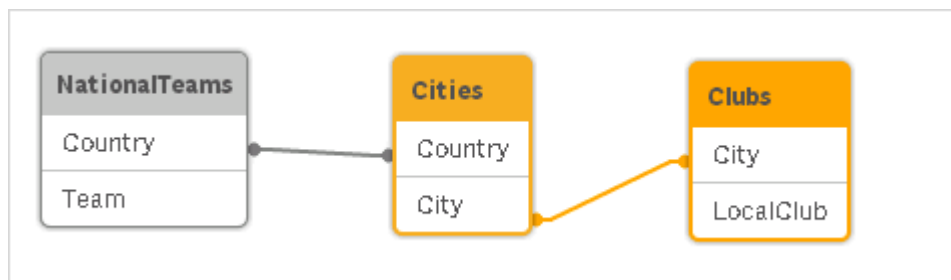 NationalTeams
Country
Team
Cities
Country
City
Clubs
City
LocalClub